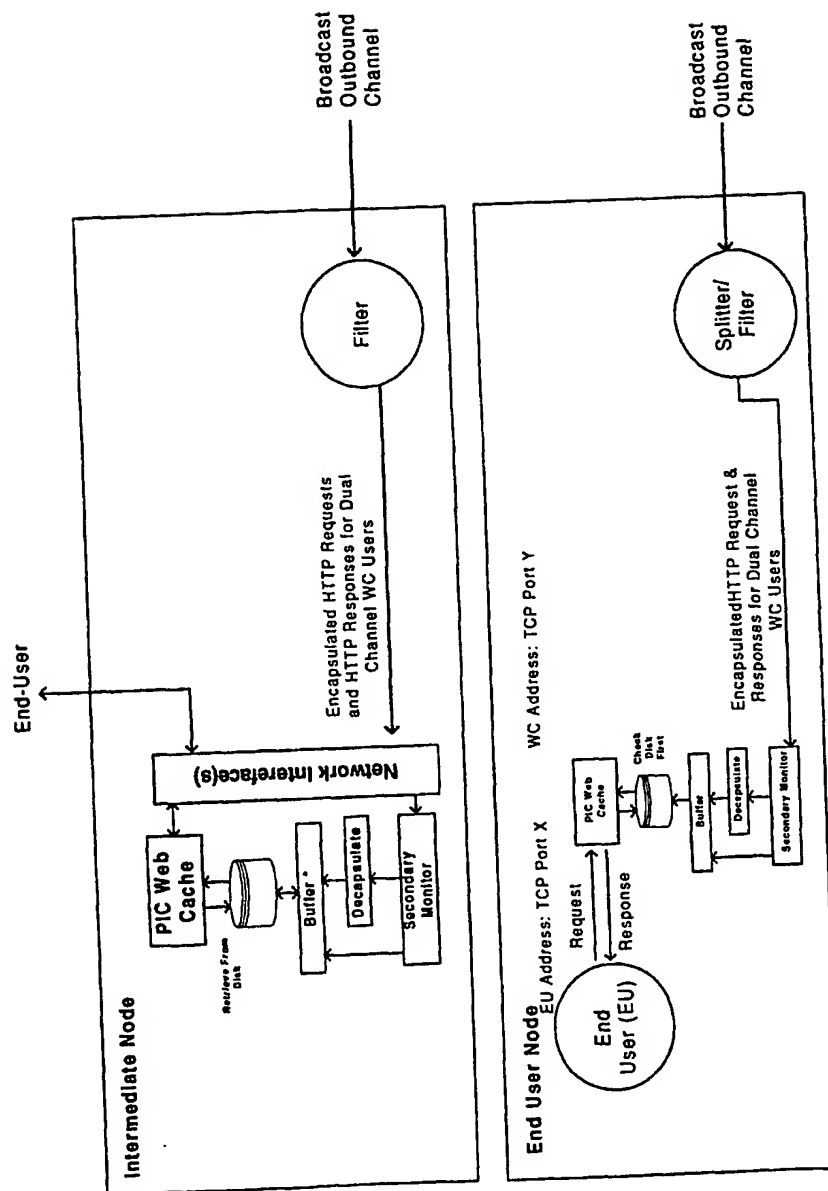 Intermediate Node
End-User
PIC Web
Cache
Retrieve From
Disk
Buffer *
Decapsulate
Secondary
Monitor
Network Intereface(s)
Encapsulated HTTP Requests
and HTTP Responses for Dual
Channel WC Users
Filter
Broadcast
Outbound
Channel
End User Node
EU Address: TCP Port X
WC Address: TCP Port Y
End
User (EU)
Request
Response
PIC Web
Cache
Check
Disk
First
Buffer
Decapsulate
Secondary Monitor
EncapsulatedHTTP Request &
Responses for Dual Channel
WC Users
Splitter/
Filter
Broadcast
Outbound
Channel